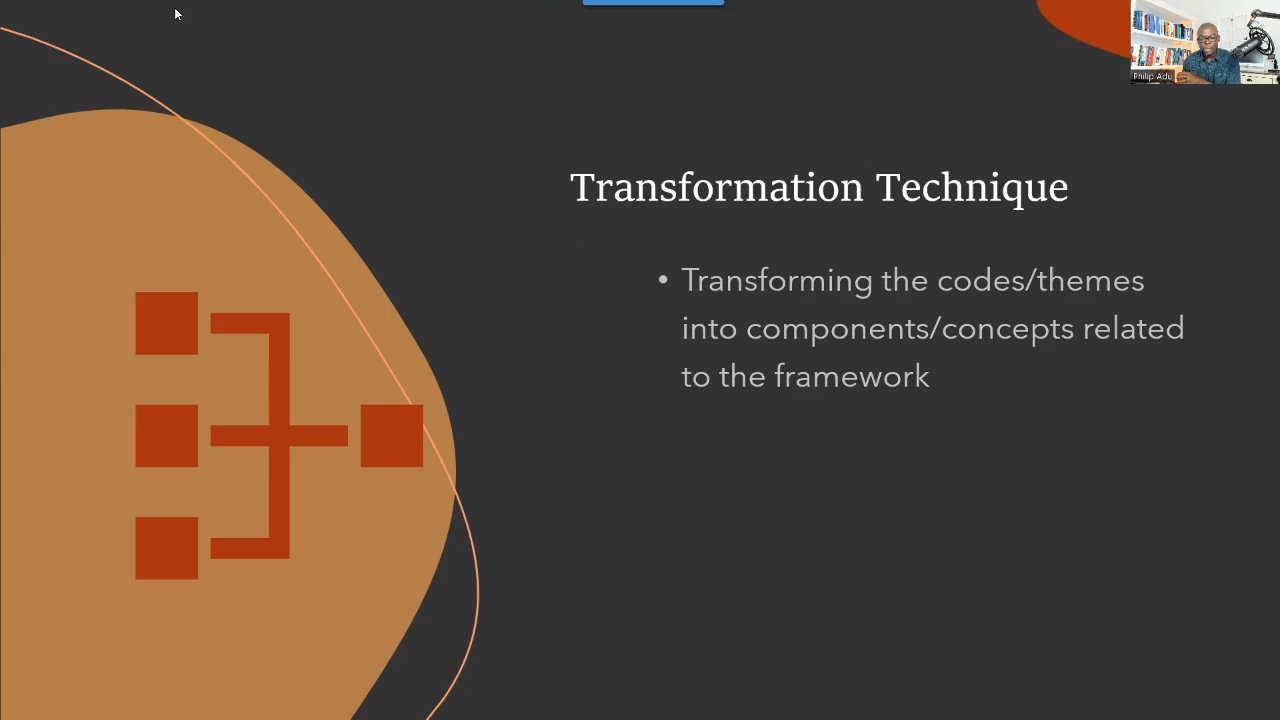 Philip Adu
Transformation Technique
• Transforming the codes/themes
into components/concepts related
to the framework